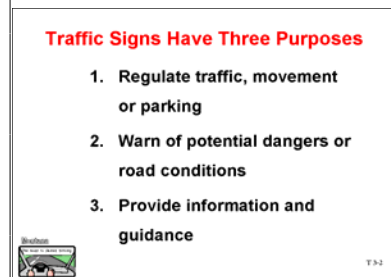 Traffic Signs Have Three Purposes
1. Regulate traffic, movement
or parking
2. Warn of potential dangers or
road conditions
3. Provide information and
guidance
T 3-2